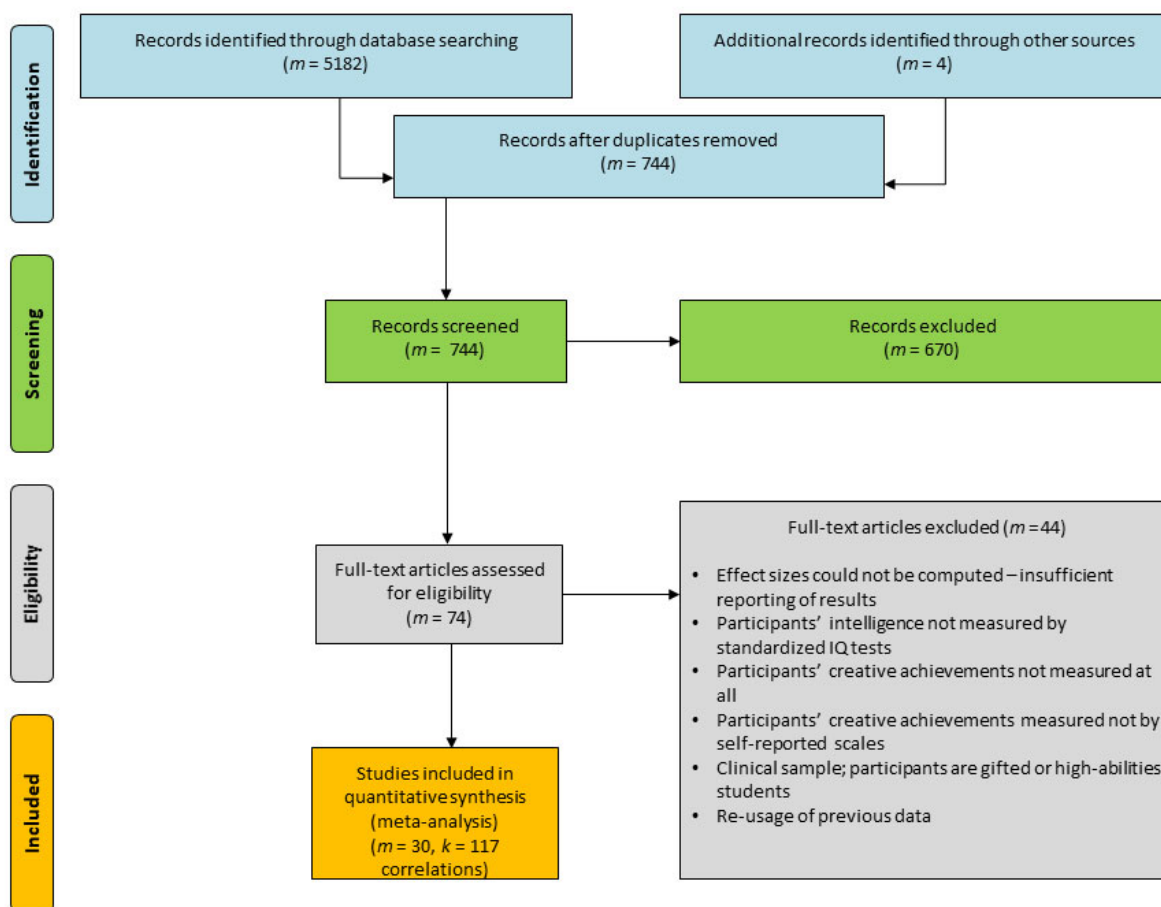 Identification
Records identified through database searching
(m = 5182)
Additional records identified through other sources
(m = 4)
Records after duplicates removed
(m = 744)
Screening
Records screened
(m = 744)
Records excluded
(m = 670)
Eligibility
Full-text articles assessed
for eligibility
(m = 74)
Full-text articles excluded (m =44)
• Effect sizes could not be computed – insufficient
reporting of results
• Participants’ intelligence not measured by
standardized IQ tests
• Participants’ creative achievements not measured at
all
• Participants’ creative achievements measured not by
self-reported scales
• Clinical sample; participants are gifted or high-abilities
students
• Re-usage of previous data
Included
Studies included in
quantitative synthesis
(meta-analysis)
(m = 30, k = 117
correlations)